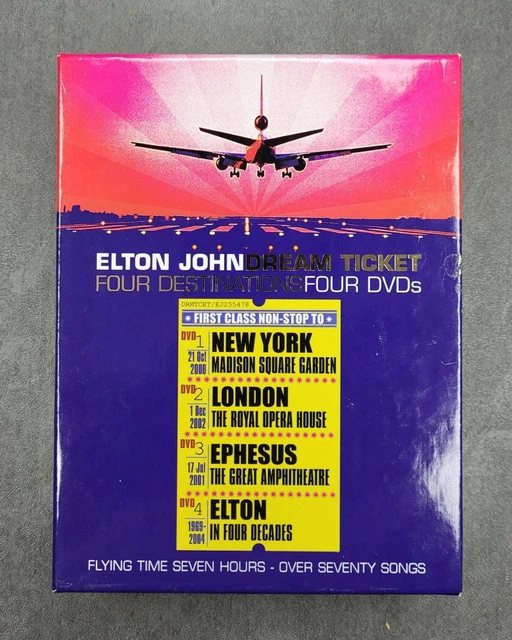 ELTON JOHN DREAM TICKET
FOUR DESTINATIONS FOUR DVDs
DRMTCKT/EJ255478
FIRST CLASS NON-STOP TO
DVD 1
21 Oct 2000
NEW YORK
MADISON SQUARE GARDEN
DVD 2
1 Dec 2002
LONDON
THE ROYAL OPERA HOUSE
DVD 3
17 Jul 2001
EPHESUS
THE GREAT AMPHITHEATRE
DVD 4
1969-2004
ELTON
IN FOUR DECADES
FLYING TIME SEVEN HOURS - OVER SEVENTY SONGS